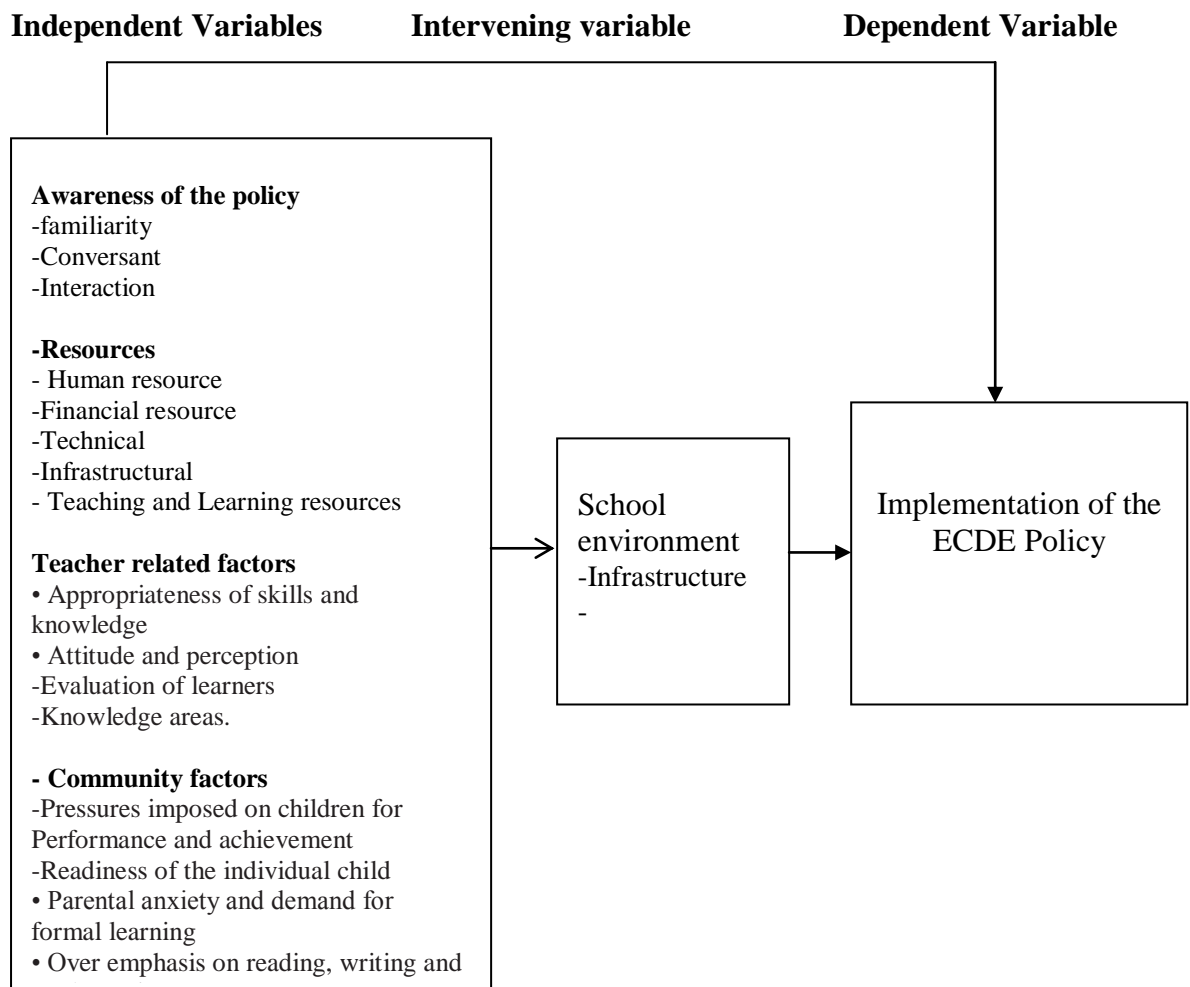 Independent Variables Intervening variable Dependent Variable
Awareness of the policy
-familiarity
-Conversant
-Interaction
-Resources
- Human resource
-Financial resource
-Technical
-Infrastructural
- Teaching and Learning resources
Teacher related factors
• Appropriateness of skills and
knowledge
• Attitude and perception
-Evaluation of learners
-Knowledge areas.
- Community factors
-Pressures imposed on children for
Performance and achievement
-Readiness of the individual child
• Parental anxiety and demand for
formal learning
• Over emphasis on reading, writing and
School
environment
-Infrastructure
-
Implementation of the
ECDE Policy